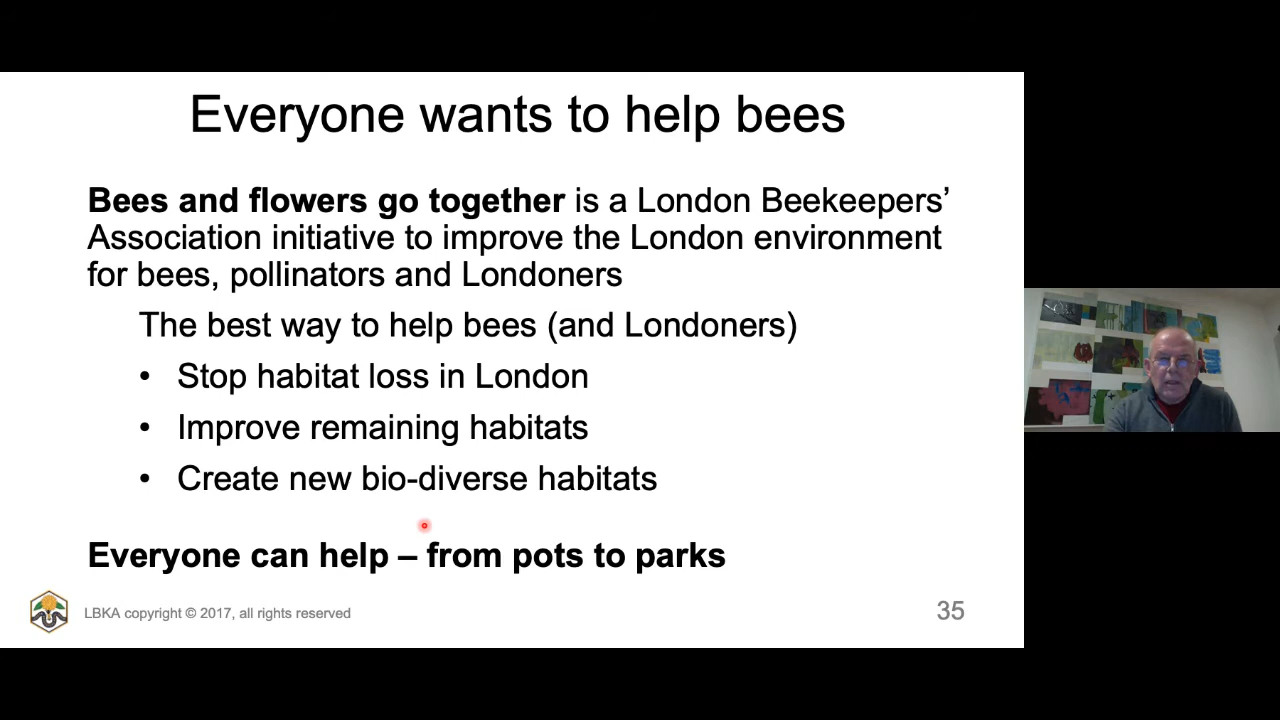 Everyone wants to help bees
Bees and flowers go together is a London Beekeepers’
Association initiative to improve the London environment
for bees, pollinators and Londoners
The best way to help bees (and Londoners)
• Stop habitat loss in London
• Improve remaining habitats
• Create new bio-diverse habitats
Everyone can help – from pots to parks
LBKA copyright © 2017, all rights reserved
35